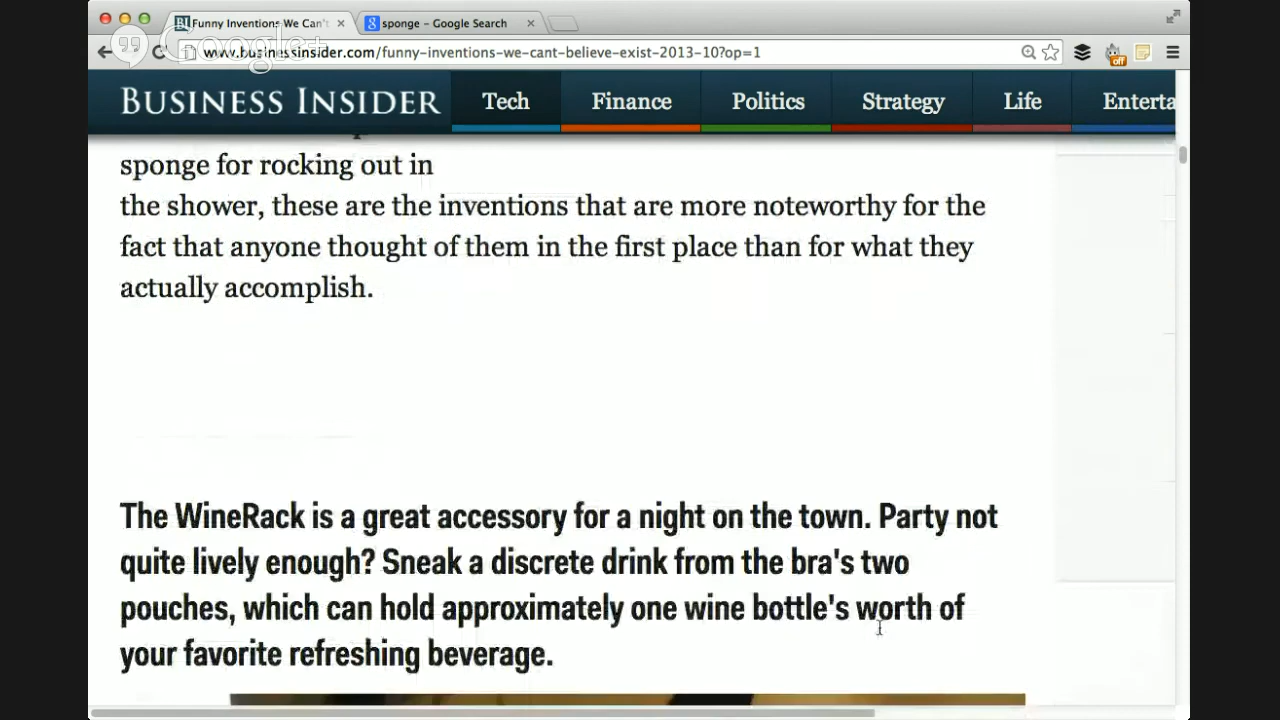 Funny Inventions We Can't
sponge – Google Search
Google+
www.businessinsider.com/funny-inventions-we-cant-believe-exist-2013-10?op=1
off
BUSINESS INSIDER
Tech
Finance
Politics
Strategy
Life
Enterta
sponge for rocking out in
the shower, these are the inventions that are more noteworthy for the
fact that anyone thought of them in the first place than for what they
actually accomplish.
The WineRack is a great accessory for a night on the town. Party not
quite lively enough? Sneak a discrete drink from the bra's two
pouches, which can hold approximately one wine bottle's worth of
your favorite refreshing beverage.